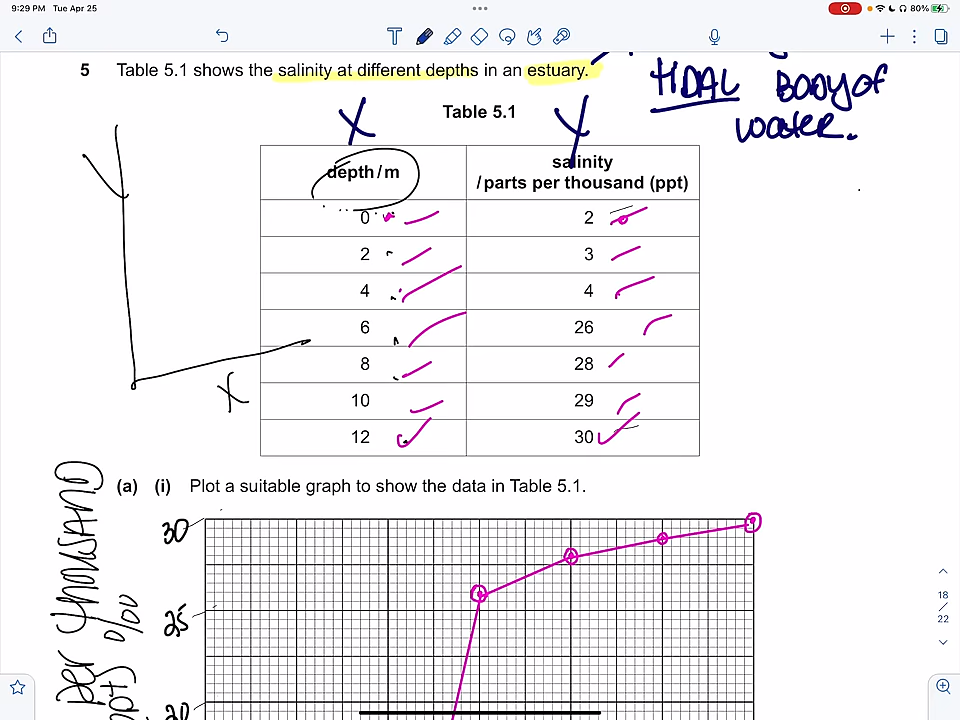 9:29 PM Tue Apr 25
80%
5 Table 5.1 shows the salinity at different depths in an estuary.
TIDAL BODY of
water.
X Y
Table 5.1
depth / m salinity / parts per thousand (ppt)
0 2
2 3
4 4
6 26
8 28
10 29
12 30
Y
X
(a) (i) Plot a suitable graph to show the data in Table 5.1.
30
25
20
per thousand
ppt) %00
18
/
22